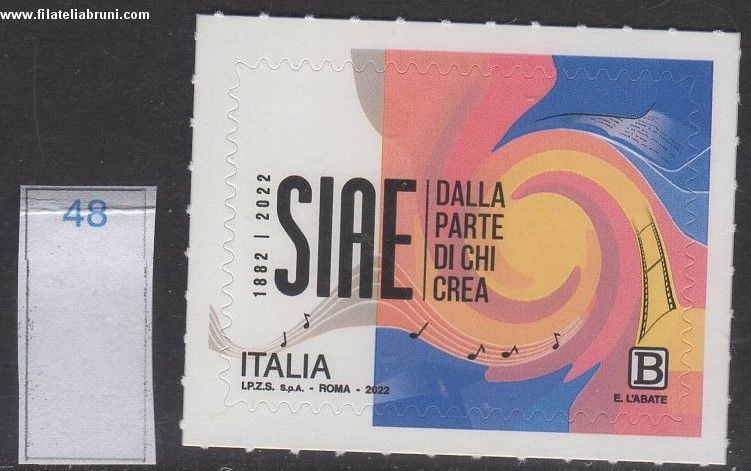 www.filateliabruni.com
48
1882 | 2022
SIAE
DALLA
PARTE
DI CHI
CREA
ITALIA
I.P.Z.S. S.p.A. - ROMA - 2022
B
E. L'ABATE